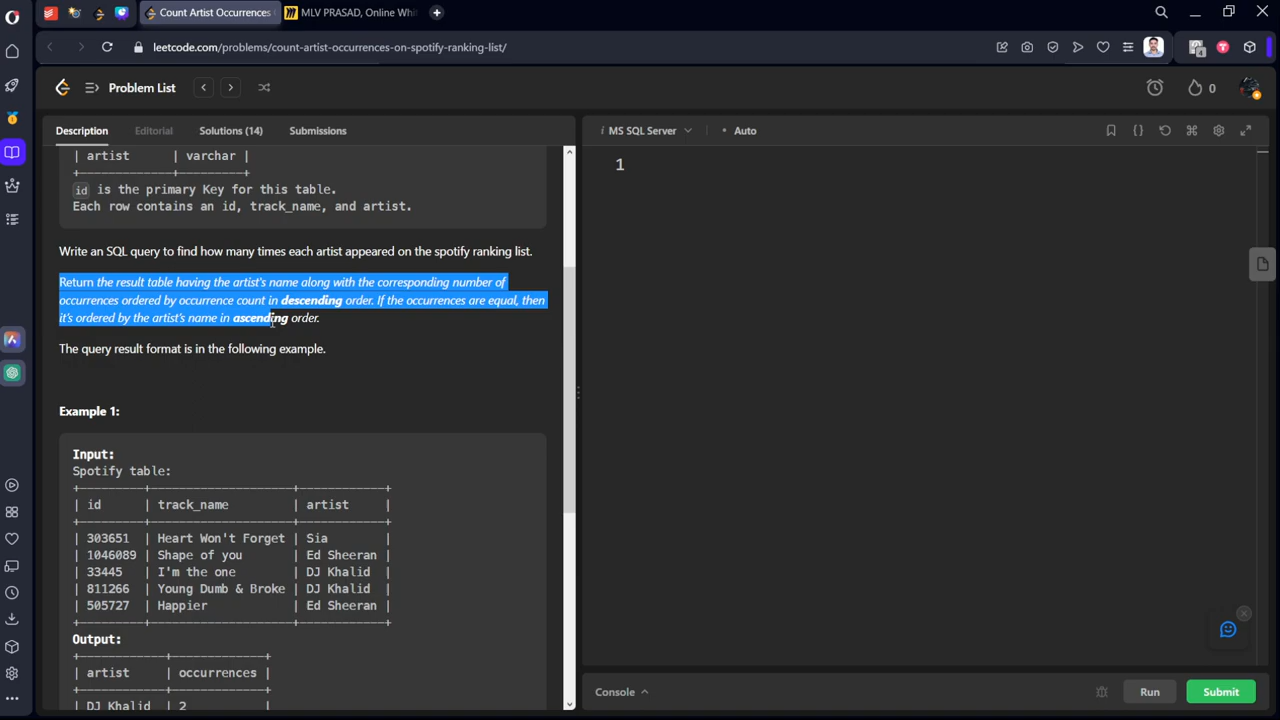 Count Artist Occurrences
MLV PRASAD, Online Whi
leetcode.com/problems/count-artist-occurrences-on-spotify-ranking-list/
4
Problem List
0
Description
Editorial
Solutions (14)
Submissions
MS SQL Server
Auto
| artist | varchar |
+-------------+---------+
id is the primary Key for this table.
Each row contains an id, track_name, and artist.
Write an SQL query to find how many times each artist appeared on the spotify ranking list.
Return the result table having the artist's name along with the corresponding number of
occurrences ordered by occurrence count in descending order. If the occurrences are equal, then
it's ordered by the artist's name in ascending order.
The query result format is in the following example.
Example 1:
Input:
Spotify table:
+---------+--------------------+------------+
| id | track_name | artist |
+---------+--------------------+------------+
| 303651 | Heart Won't Forget | Sia |
| 1046089 | Shape of you | Ed Sheeran |
| 33445 | I'm the one | DJ Khalid |
| 811266 | Young Dumb & Broke | DJ Khalid |
| 505727 | Happier | Ed Sheeran |
+---------+--------------------+------------+
Output:
+------------+-------------+
| artist | occurrences |
+------------+-------------+
| DJ Khalid | 2 |
1
Console
Run
Submit